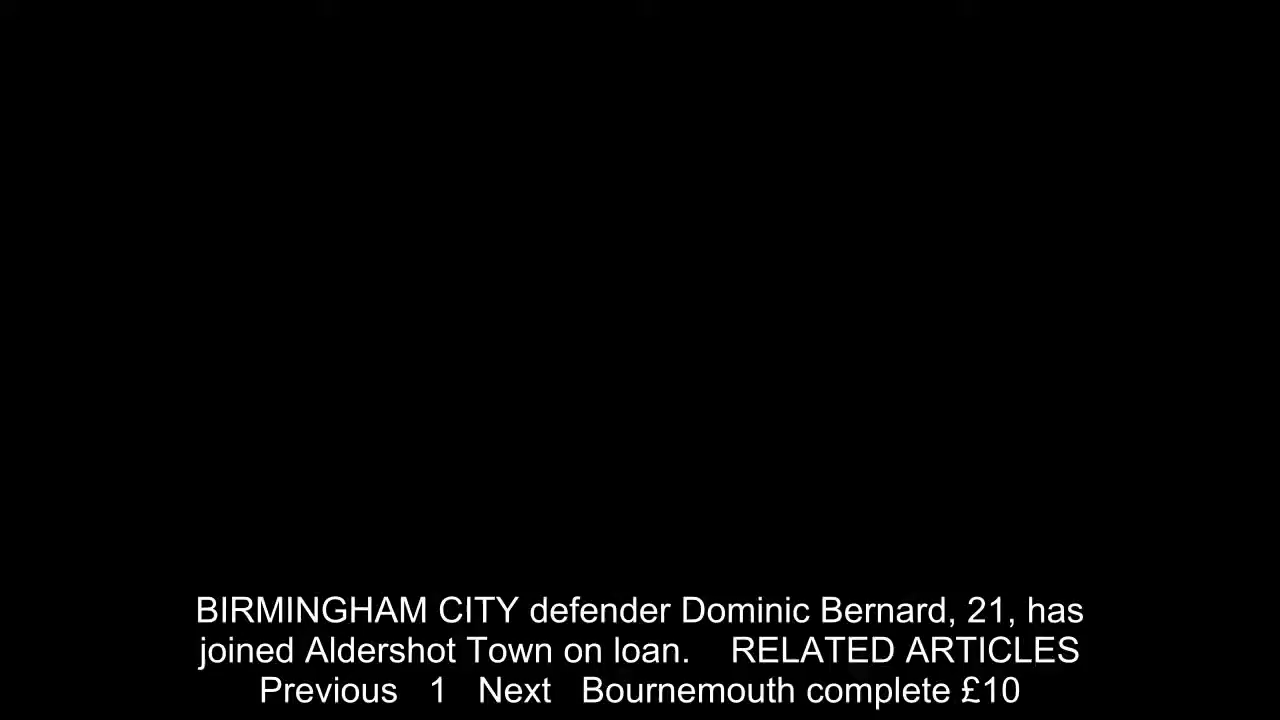 BIRMINGHAM CITY defender Dominic Bernard, 21, has
joined Aldershot Town on loan.    RELATED ARTICLES
Previous   1   Next   Bournemouth complete £10